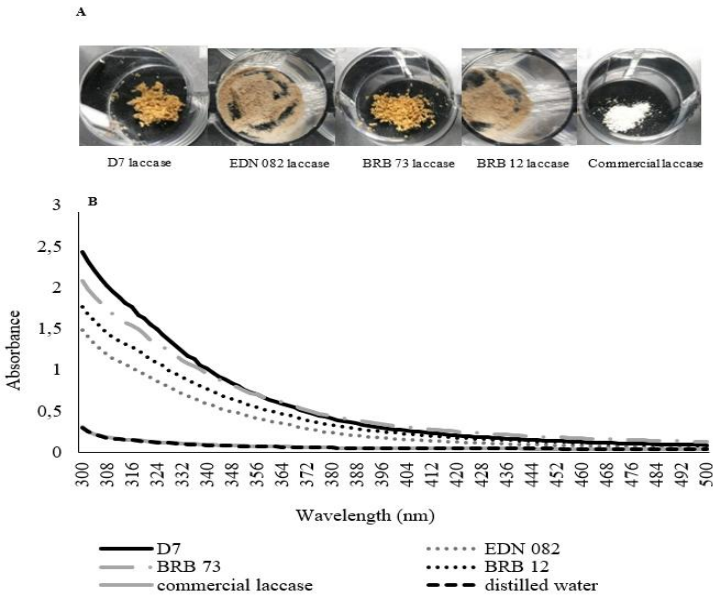 A
D7 laccase EDN 082 laccase BRB 73 laccase BRB 12 laccase Commercial laccase
B
3
2,5
2
1,5
1
0,5
0
Absorbance
300 308 316 324 332 340 348 356 364 372 380 388 396 404 412 420 428 436 444 452 460 468 476 484 492 500
Wavelength (nm)
D7 EDN 082
BRB 73 BRB 12
commercial laccase distilled water